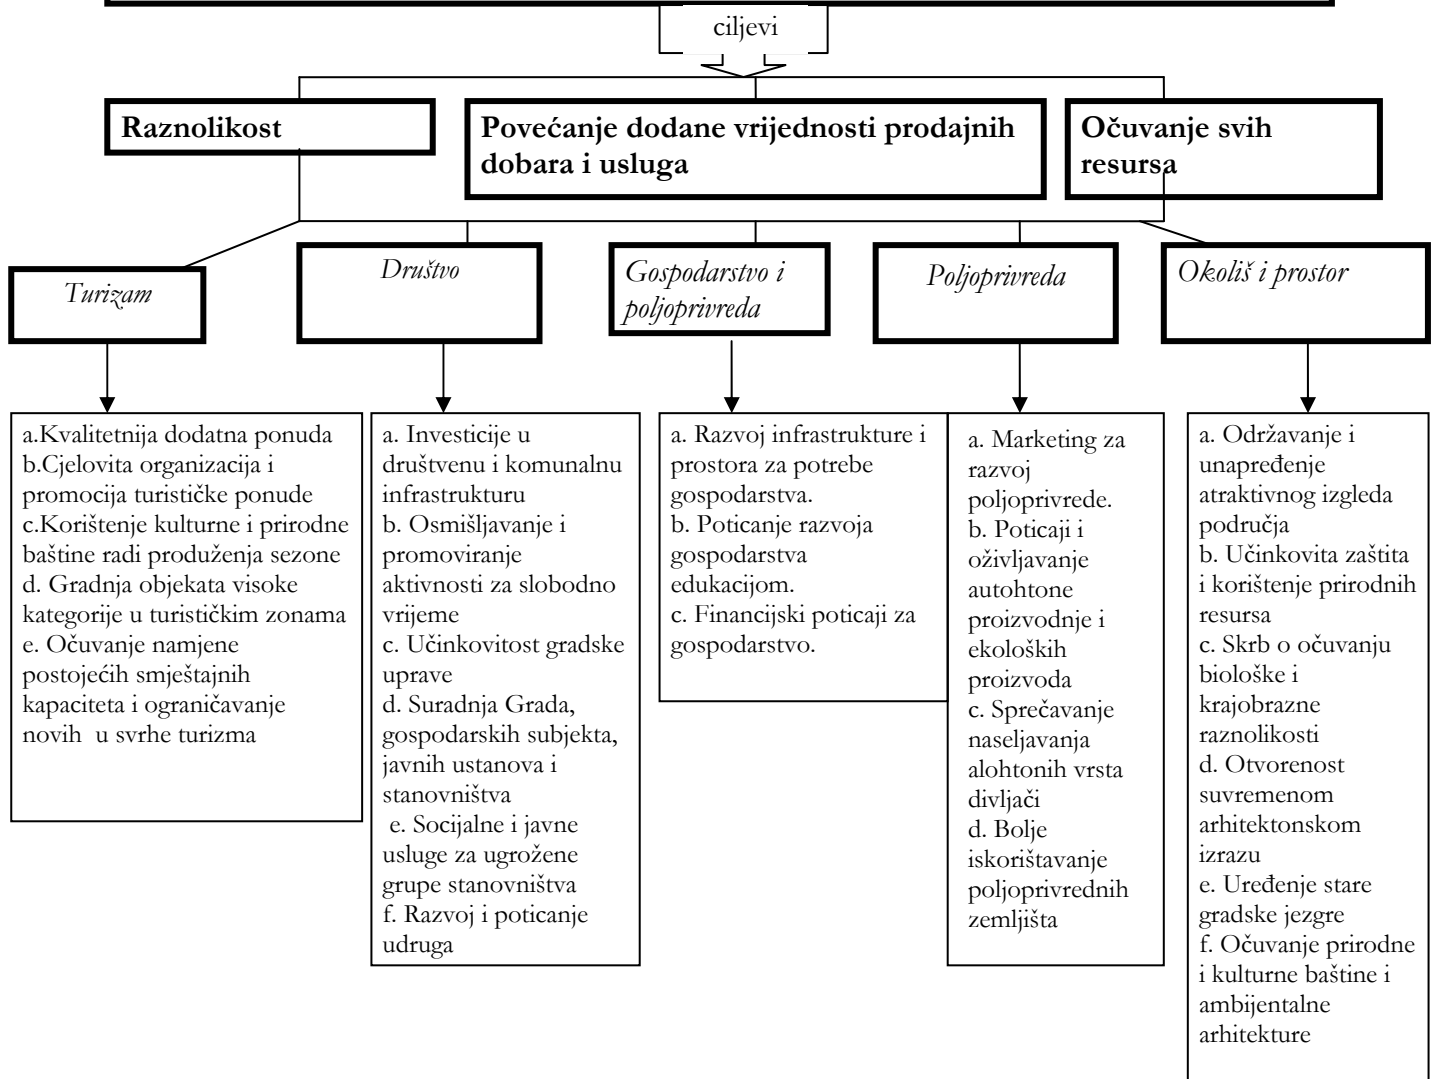 ciljevi
Raznolikost
Povećanje dodane vrijednosti prodajnih
dobara i usluga
Očuvanje svih
resursa
Turizam
Društvo
Gospodarstvo i
poljoprivreda
Poljoprivreda
Okoliš i prostor
a.Kvalitetnija dodatna ponuda
b.Cjelovita organizacija i
promocija turističke ponude
c.Korištenje kulturne i prirodne
baštine radi produženja sezone
d. Gradnja objekata visoke
kategorije u turističkim zonama
e. Očuvanje namjene
postojećih smještajnih
kapaciteta i ograničavanje
novih u svrhe turizma
a. Investicije u
društvenu i komunalnu
infrastrukturu
b. Osmišljavanje i
promoviranje
aktivnosti za slobodno
vrijeme
c. Učinkovitost gradske
uprave
d. Suradnja Grada,
gospodarskih subjekta,
javnih ustanova i
stanovništva
e. Socijalne i javne
usluge za ugrožene
grupe stanovništva
f. Razvoj i poticanje
udruga
a. Razvoj infrastrukture i
prostora za potrebe
gospodarstva.
b. Poticanje razvoja
gospodarstva
edukacijom.
c. Financijski poticaji za
gospodarstvo.
a. Marketing za
razvoj
poljoprivrede.
b. Poticaji i
oživljavanje
autohtone
proizvodnje i
ekoloških
proizvoda
c. Sprečavanje
naseljavanja
alohtonih vrsta
divljači
d. Bolje
iskorištavanje
poljoprivrednih
zemljišta
a. Održavanje i
unapređenje
atraktivnog izgleda
područja
b. Učinkovita zaštita
i korištenje prirodnih
resursa
c. Skrb o očuvanju
biološke i
krajobrazne
raznolikosti
d. Otvorenost
suvremenom
arhitektonskom
izrazu
e. Uređenje stare
gradske jezgre
f. Očuvanje prirodne
i kulturne baštine i
ambijentalne
arhitekture